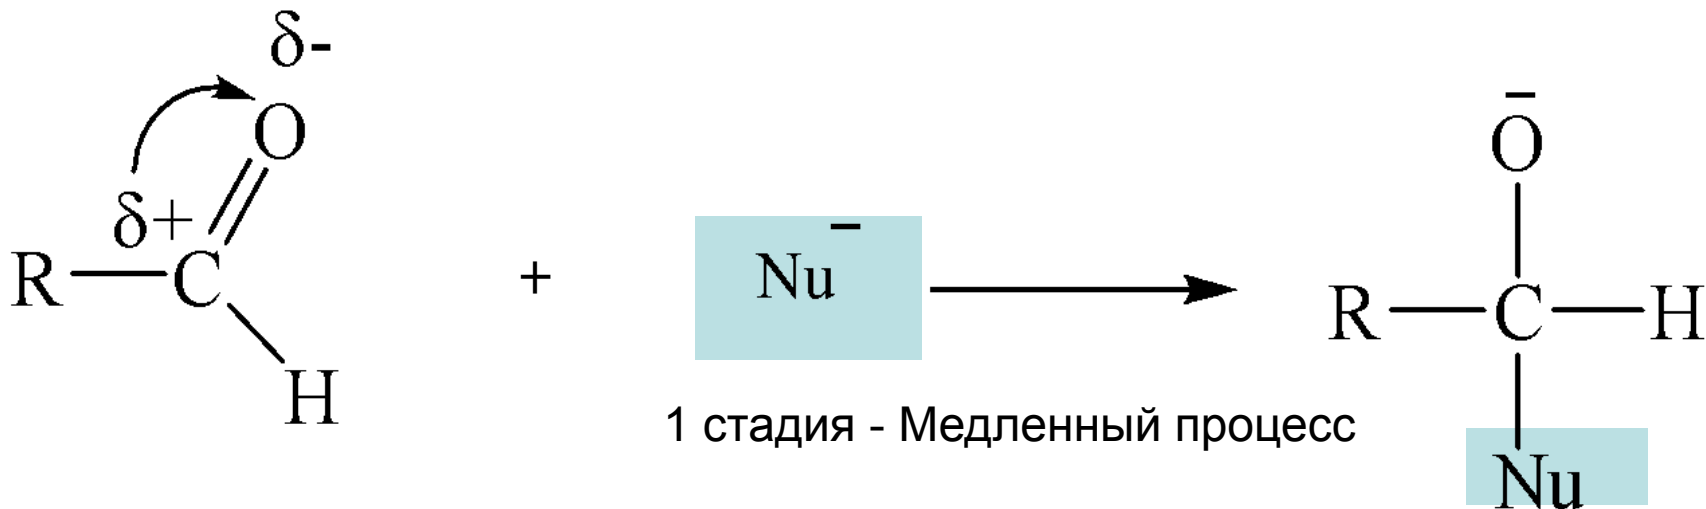 δ-
O
δ+
R C
H
+
Nu
–
1 стадия - Медленный процесс
–
O
R C H
Nu